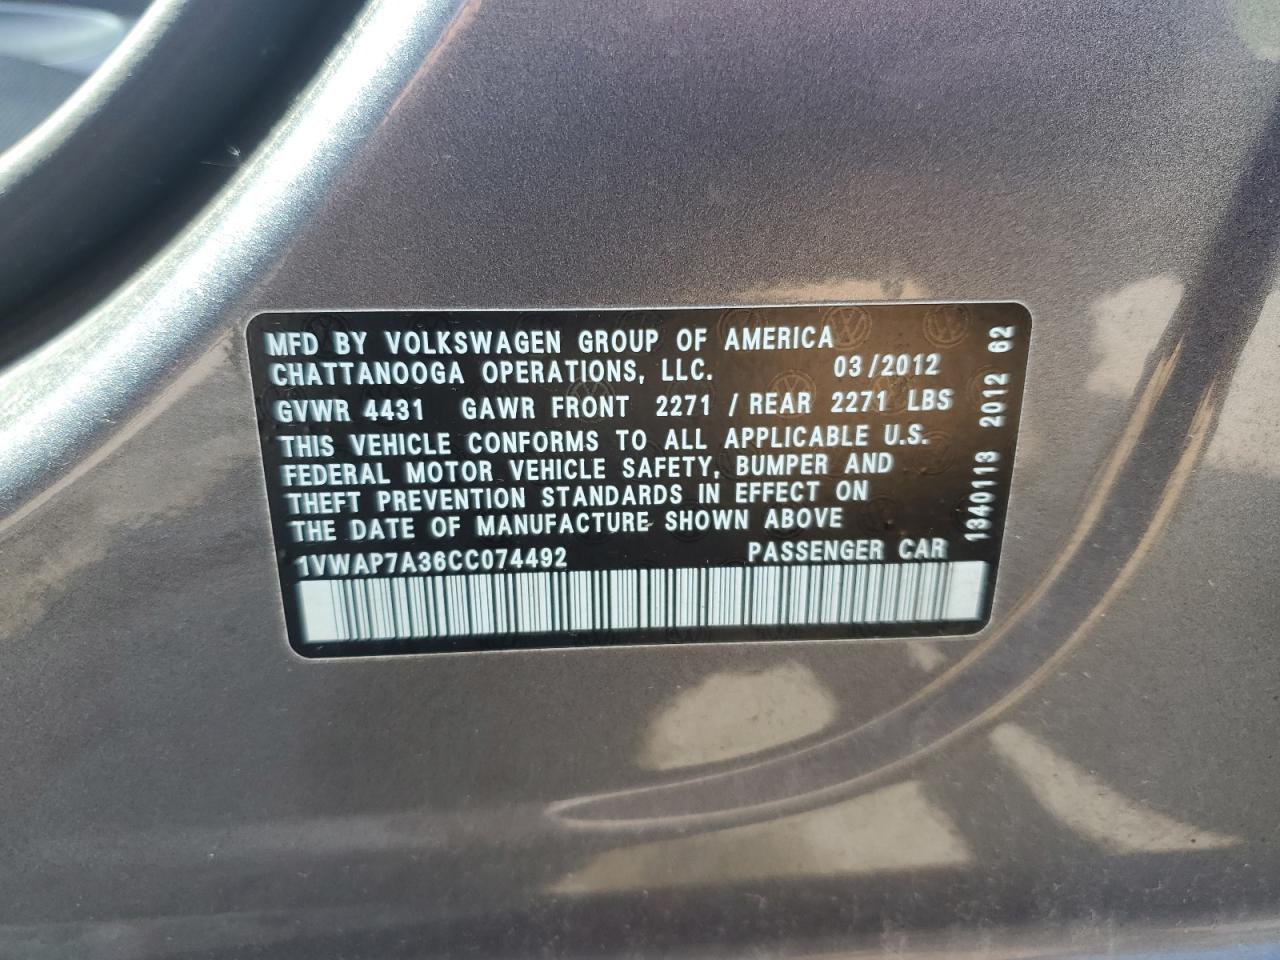 MFD BY VOLKSWAGEN GROUP OF AMERICA
CHATTANOOGA OPERATIONS, LLC. 03/2012
GVWR 4431 GAWR FRONT 2271 / REAR 2271 LBS
THIS VEHICLE CONFORMS TO ALL APPLICABLE U.S.
FEDERAL MOTOR VEHICLE SAFETY, BUMPER AND
THEFT PREVENTION STANDARDS IN EFFECT ON
THE DATE OF MANUFACTURE SHOWN ABOVE
1VWAP7A36CC074492 PASSENGER CAR
1340113 2012 62